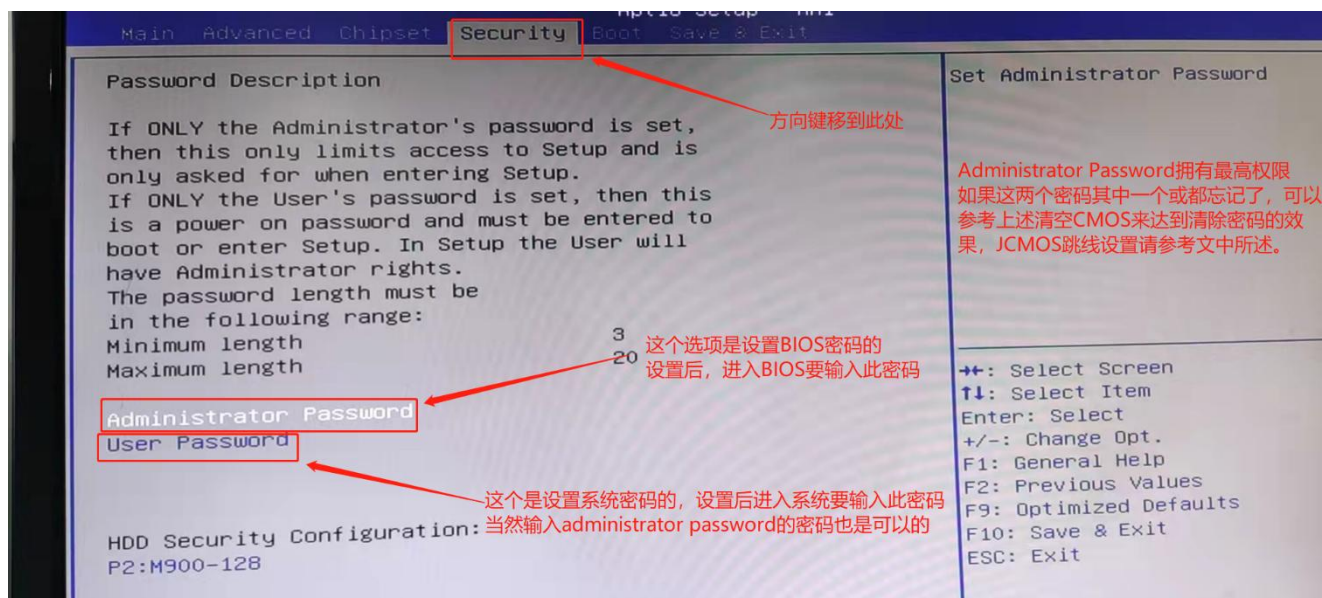 Aptio Setup - AMI
Main Advanced Chipset Security Boot Save & Exit
Password Description
If ONLY the Administrator's password is set,
then this only limits access to Setup and is
only asked for when entering Setup.
If ONLY the User's password is set, then this
is a power on password and must be entered to
boot or enter Setup. In Setup the User will
have Administrator rights.
The password length must be
in the following range:
Minimum length 3
Maximum length 20
Administrator Password
User Password
HDD Security Configuration:
P2:M900-128
方向键移到此处
这个选项是设置BIOS密码的
设置后，进入BIOS要输入此密码
这个是设置系统密码的，设置后进入系统要输入此密码
当然输入administrator password的密码也是可以的
Set Administrator Password
Administrator Password拥有最高权限
如果这两个密码其中一个或都忘记了，可以
参考上述清空CMOS来达到清除密码的效
果，JCMOS跳线设置请参考文中所述。
→←: Select Screen
↑↓: Select Item
Enter: Select
+/-: Change Opt.
F1: General Help
F2: Previous Values
F9: Optimized Defaults
F10: Save & Exit
ESC: Exit